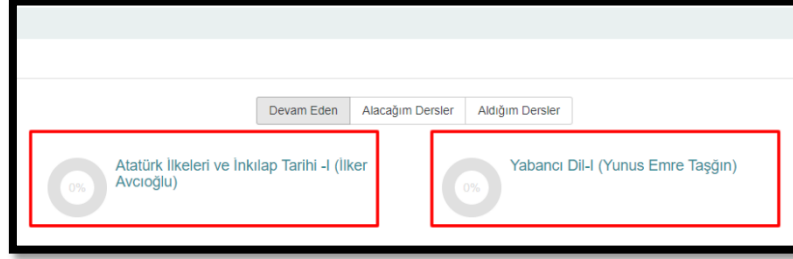 Devam Eden Alacağım Dersler Aldığım Dersler
0% Atatürk İlkeleri ve İnkılap Tarihi -I (İlker
Avcıoğlu)
0% Yabancı Dil-I (Yunus Emre Taşğın)